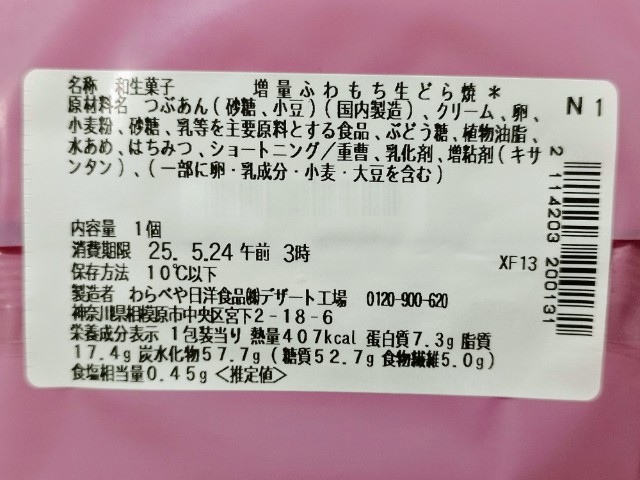 名称 和生菓子 増量ふわもち生どら焼*
N1
原材料名 つぶあん(砂糖、小豆)(国内製造)、クリーム、卵、
小麦粉、砂糖、乳等を主要原料とする食品、ぶどう糖、植物油脂、
水あめ、はちみつ、ショートニング/重曹、乳化剤、増粘剤(キサ
ンタン)、(一部に卵・乳成分・小麦・大豆を含む)
2 114203 200131
内容量 1個
消費期限 25. 5.24 午前 3時
XF13
保存方法 10℃以下
製造者 わらべや日洋食品㈱デザート工場 0120-900-620
神奈川県相模原市中央区宮下2-18-6
栄養成分表示 1包装当り 熱量407kcal 蛋白質7.3g 脂質
17.4g 炭水化物57.7g(糖質52.7g 食物繊維5.0g)
食塩相当量0.45g<推定値>